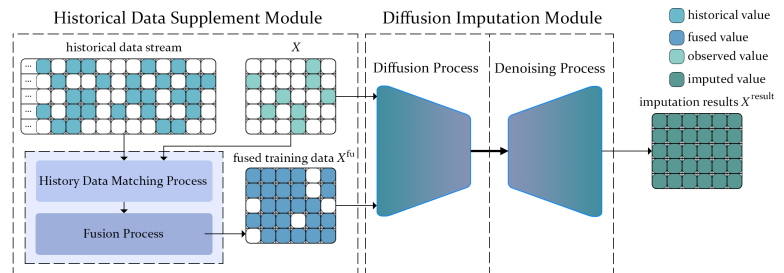 Historical Data Supplement Module
Diffusion Imputation Module
historical value
fused value
observed value
imputed value
historical data stream
X
...
...
...
...
...
Diffusion Process
Denoising Process
imputation results X^result
fused training data X^fu
History Data Matching Process
Fusion Process